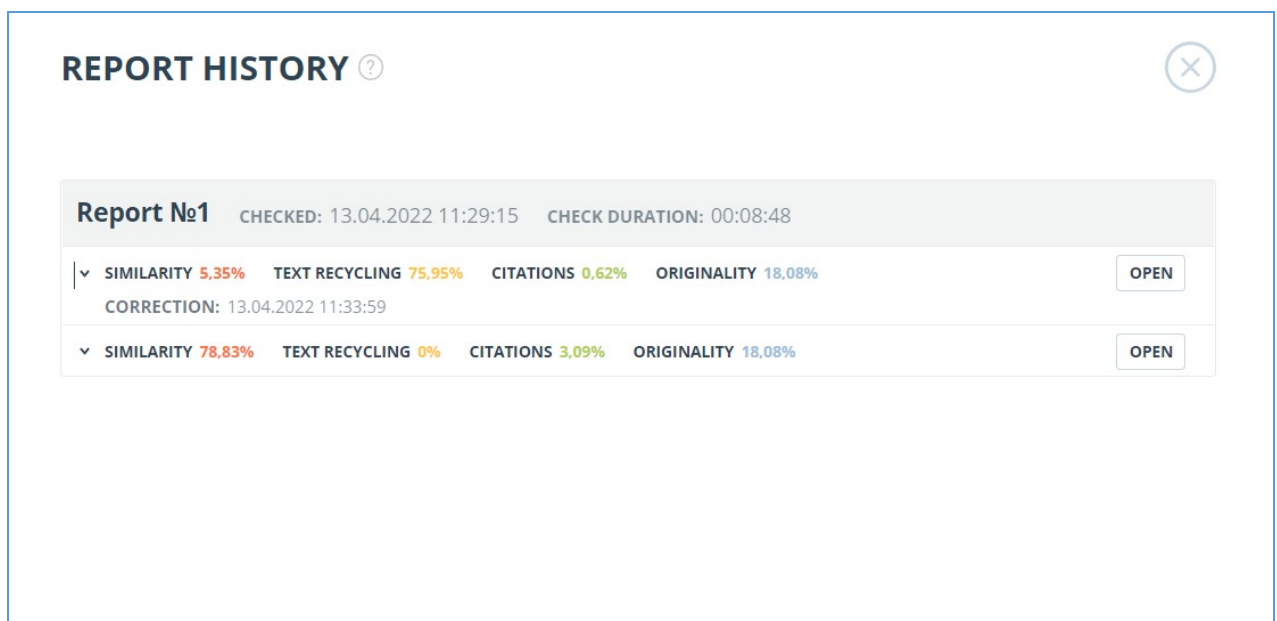 REPORT HISTORY ?
Report №1 CHECKED: 13.04.2022 11:29:15 CHECK DURATION: 00:08:48
SIMILARITY 5,35% TEXT RECYCLING 75,95% CITATIONS 0,62% ORIGINALITY 18,08% OPEN
CORRECTION: 13.04.2022 11:33:59
SIMILARITY 78,83% TEXT RECYCLING 0% CITATIONS 3,09% ORIGINALITY 18,08% OPEN